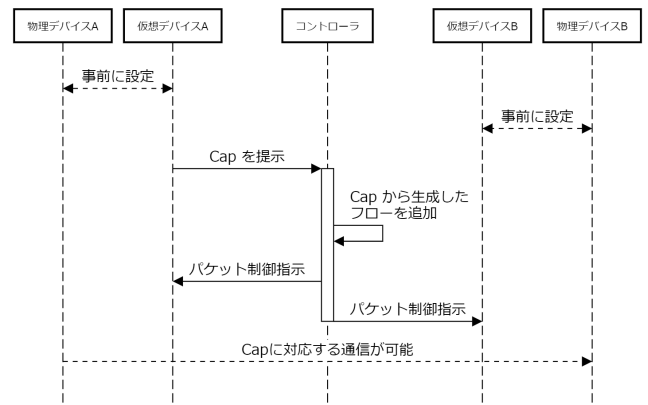 物理デバイスA
仮想デバイスA
コントローラ
仮想デバイスB
物理デバイスB
事前に設定
事前に設定
Cap を提示
Cap から生成した
フローを追加
パケット制御指示
パケット制御指示
Capに対応する通信が可能